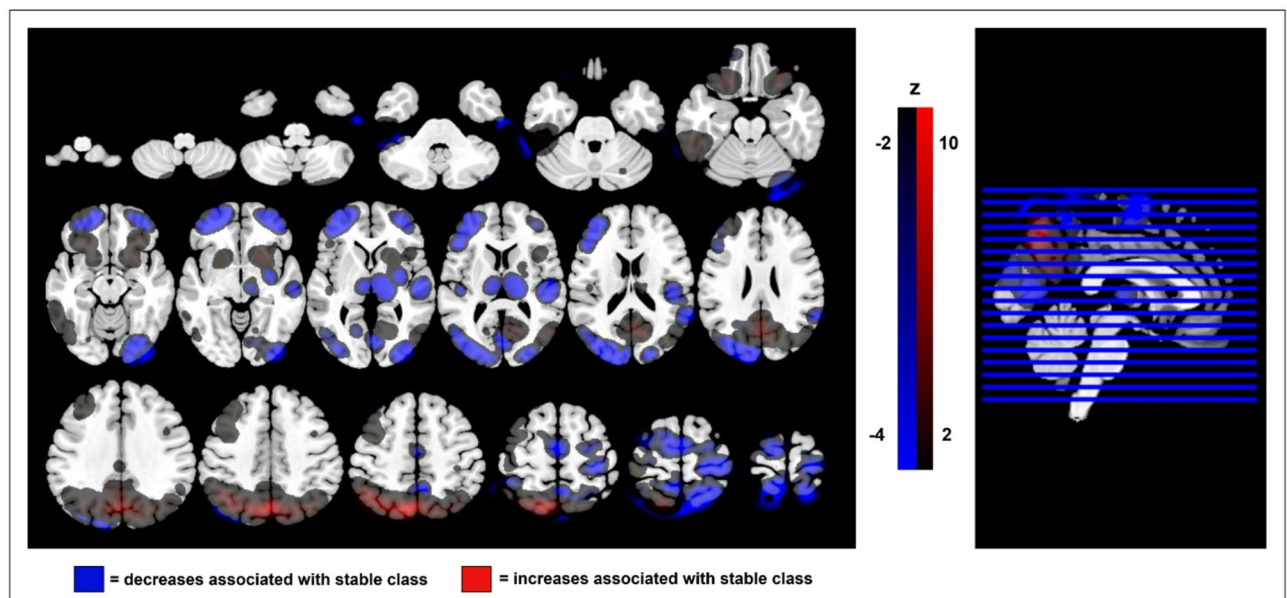 z
-2 10
-4 2
= decreases associated with stable class = increases associated with stable class